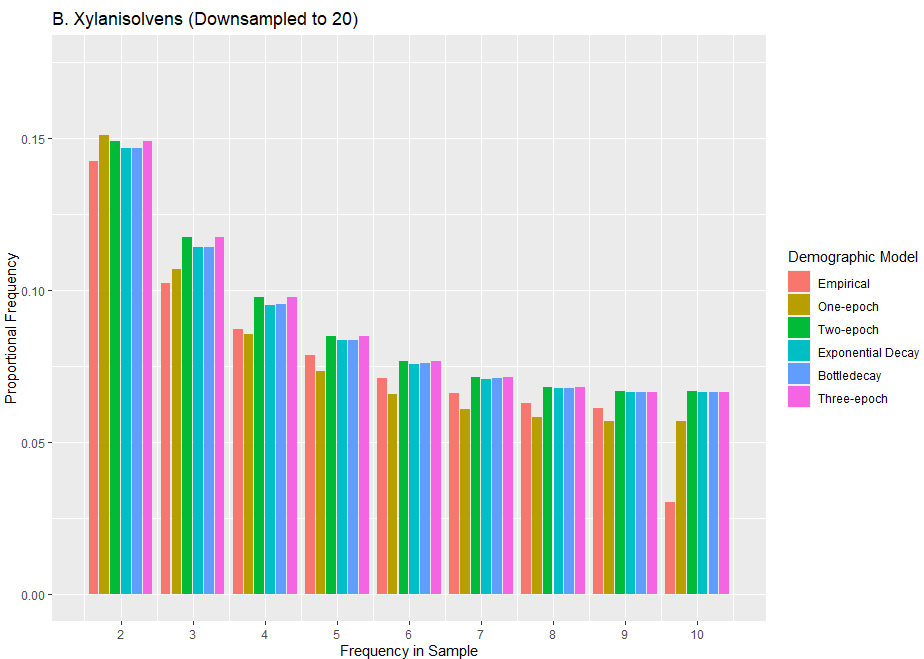 B. Xylanisolvens (Downsampled to 20)
Proportional Frequency
0.15
0.10
0.05
0.00
2 3 4 5 6 7 8 9 10
Frequency in Sample
Demographic Model
Empirical
One-epoch
Two-epoch
Exponential Decay
Bottledecay
Three-epoch